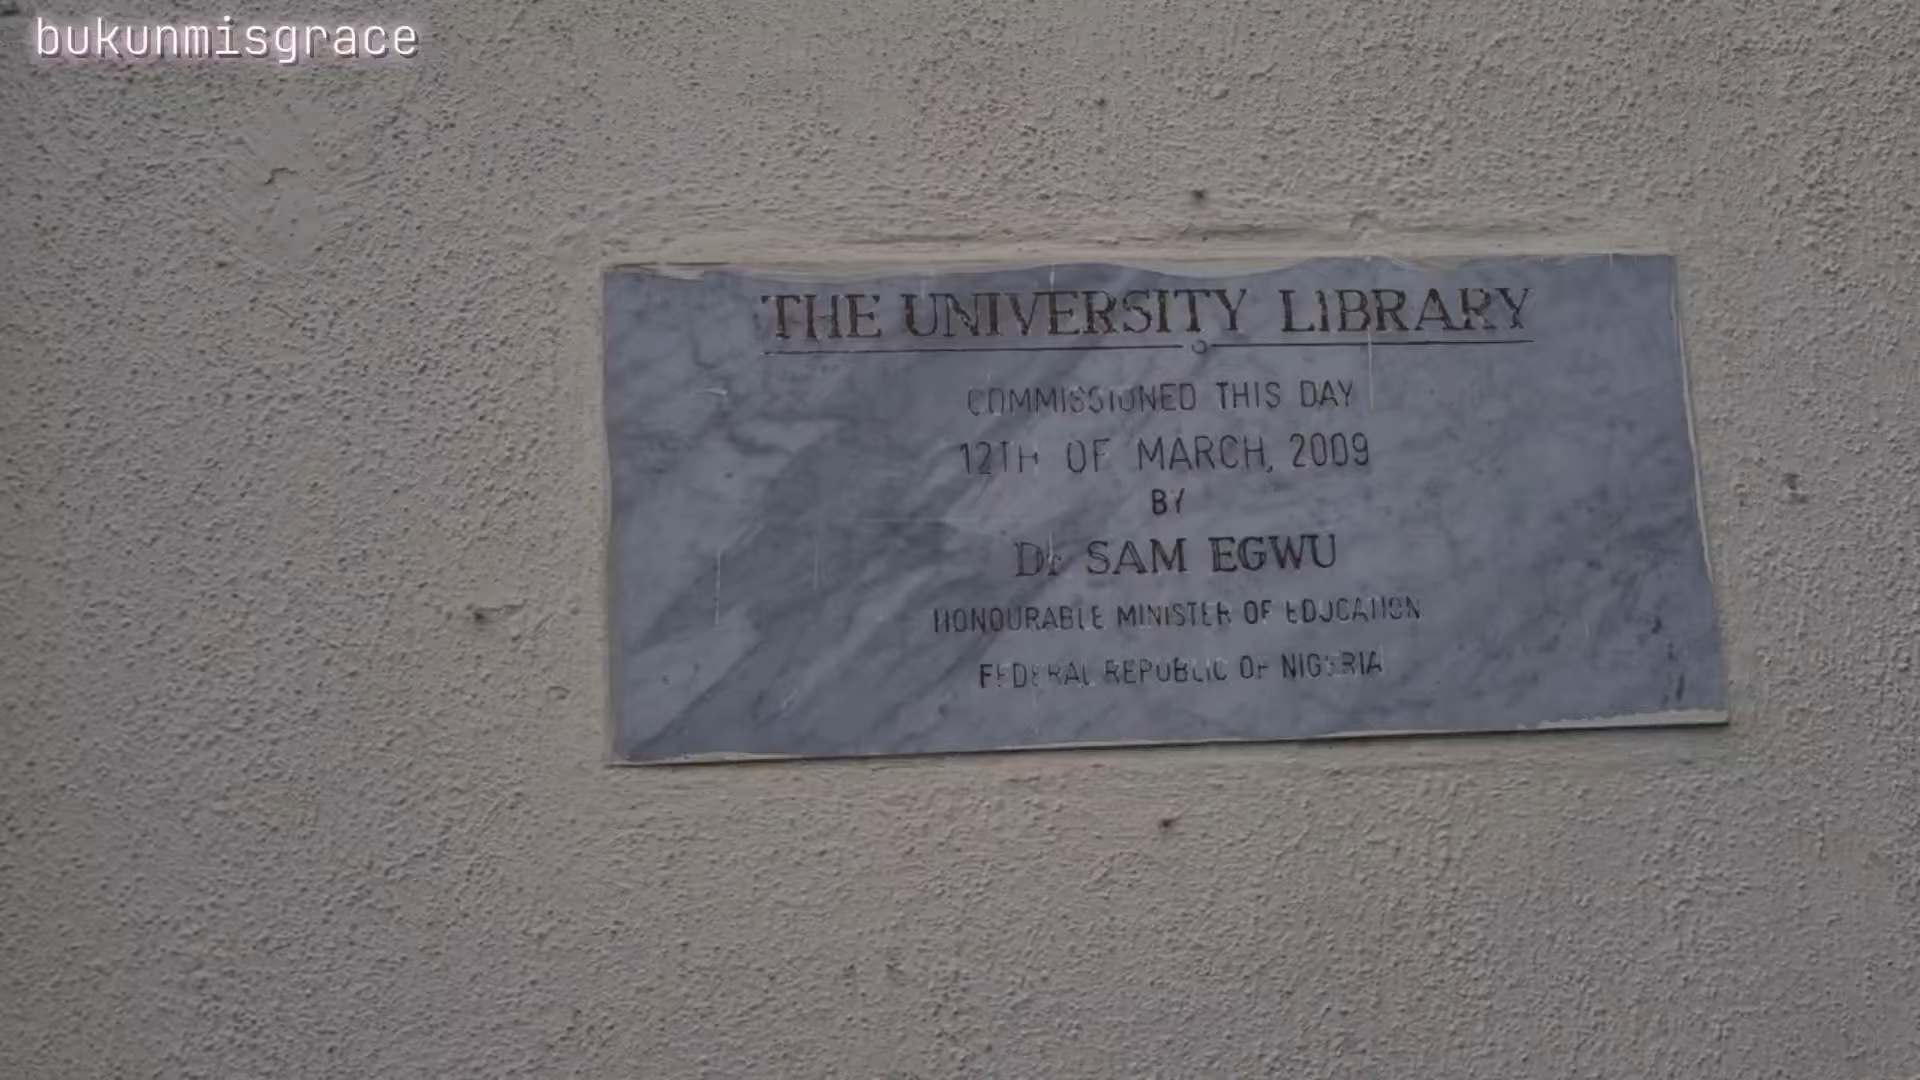 bukunmisgrace
THE UNIVERSITY LIBRARY
COMMISSIONED THIS DAY
12TH OF MARCH, 2009
BY
Dr SAM EGWU
HONOURABLE MINISTER OF EDUCATION
FEDERAL REPUBLIC OF NIGERIA